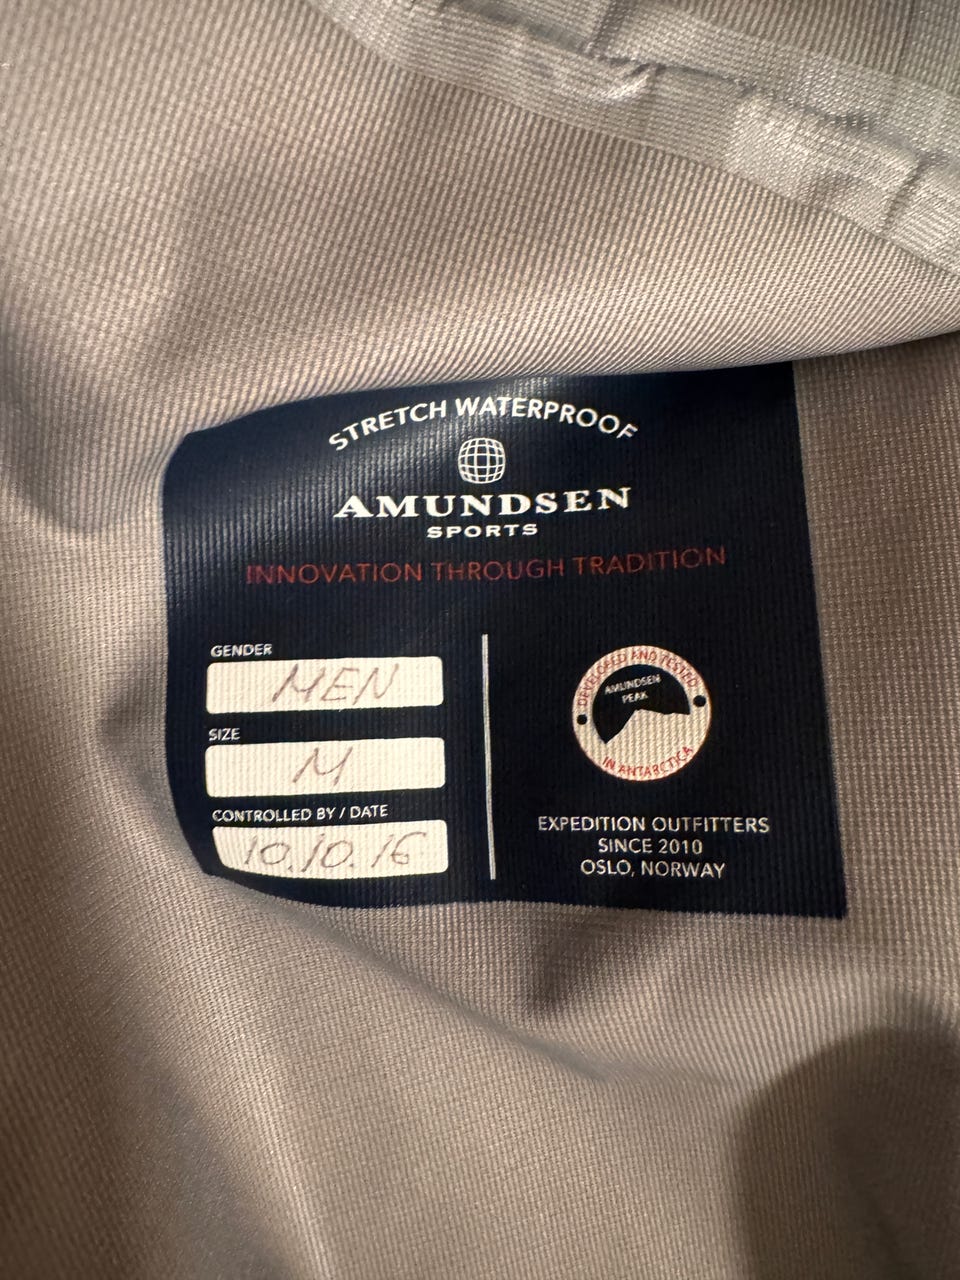 STRETCH WATERPROOF
AMUNDSEN
SPORTS
INNOVATION THROUGH TRADITION
GENDER
MEN
SIZE
M
CONTROLLED BY / DATE
10.10.16
DEVELOPED AND TESTED
AMUNDSEN
PEAK
IN ANTARCTICA
EXPEDITION OUTFITTERS
SINCE 2010
OSLO, NORWAY